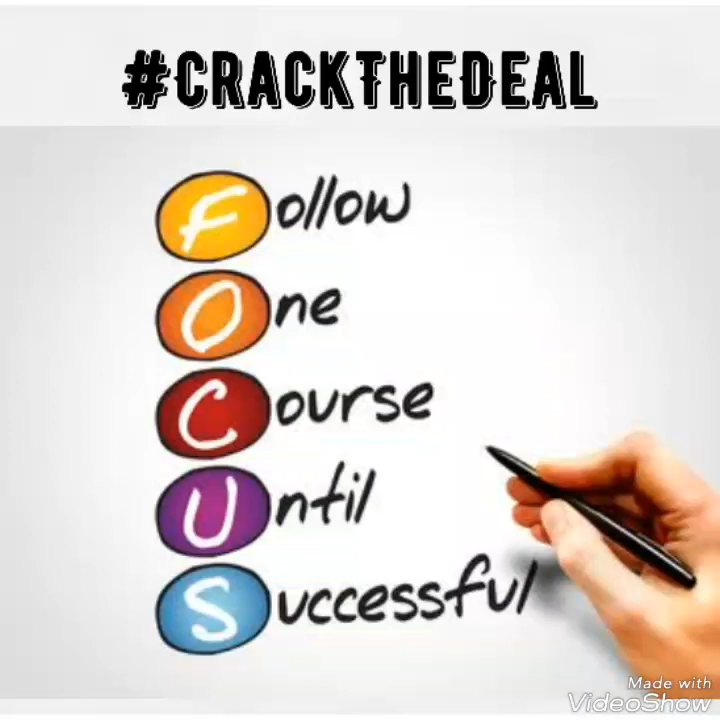 #CRACKTHEDEAL
Follow
One
Course
Until
Successful
Made with
VideoShow